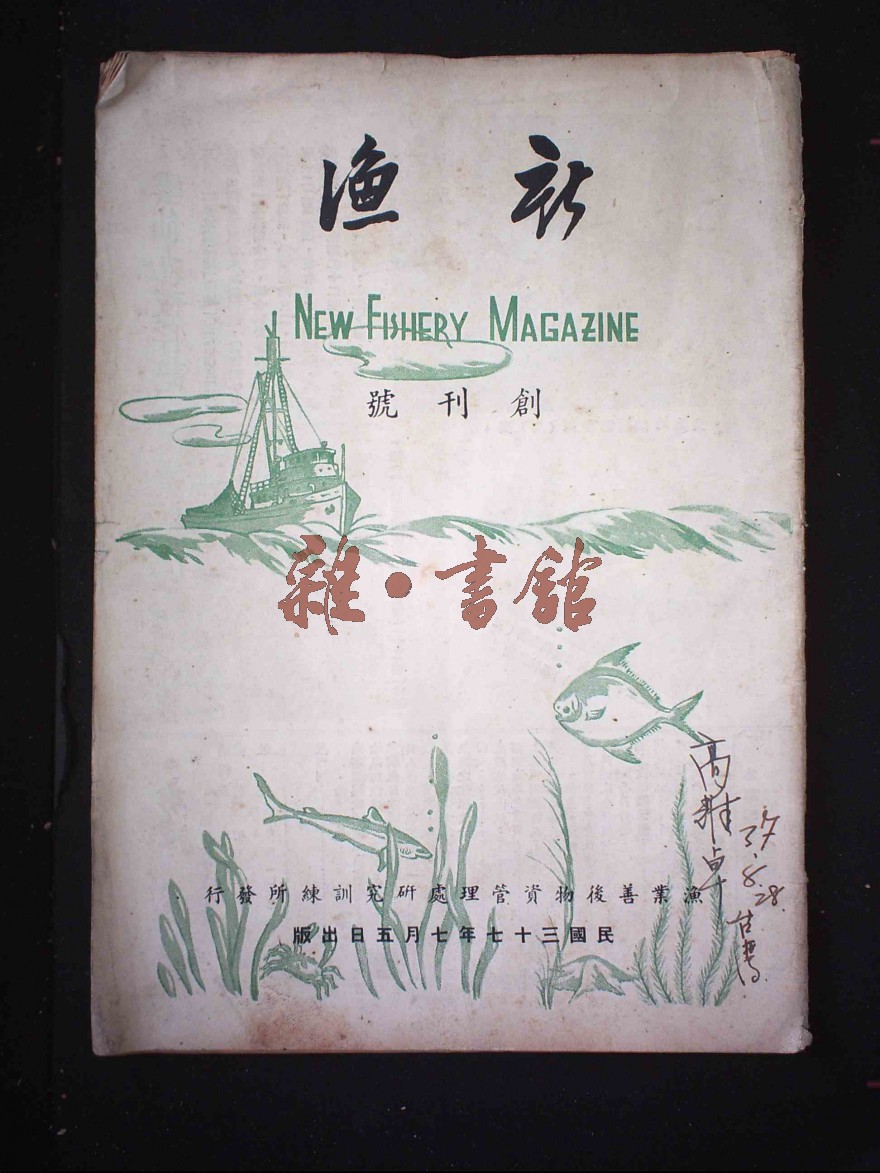 新漁
NEW FISHERY MAGAZINE
創刊號
雜·書館
漁業善後物資管理處研究訓練所發行
民國三十七年七月五日出版
37.8.28.